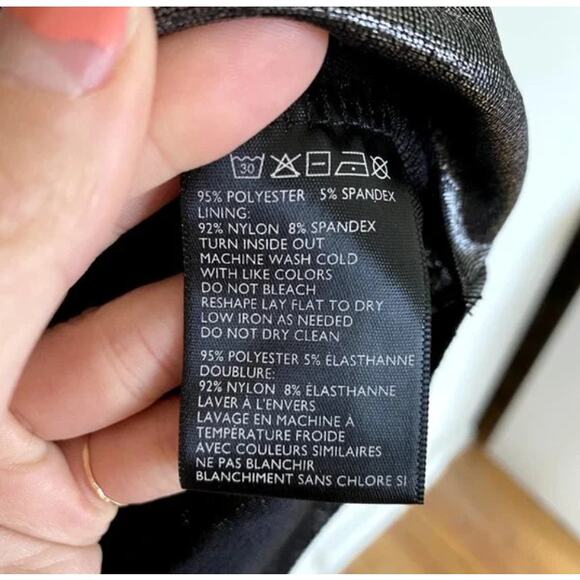 30
95% POLYESTER 5% SPANDEX
LINING:
92% NYLON 8% SPANDEX
TURN INSIDE OUT
MACHINE WASH COLD
WITH LIKE COLORS
DO NOT BLEACH
RESHAPE LAY FLAT TO DRY
LOW IRON AS NEEDED
DO NOT DRY CLEAN
95% POLYESTER 5% ÉLASTHANNE
DOUBLURE:
92% NYLON 8% ÉLASTHANNE
LAVER À L'ENVERS
LAVAGE EN MACHINE À
TEMPÉRATURE FROIDE
AVEC COULEURS SIMILAIRES
NE PAS BLANCHIR
BLANCHIMENT SANS CHLORE SI